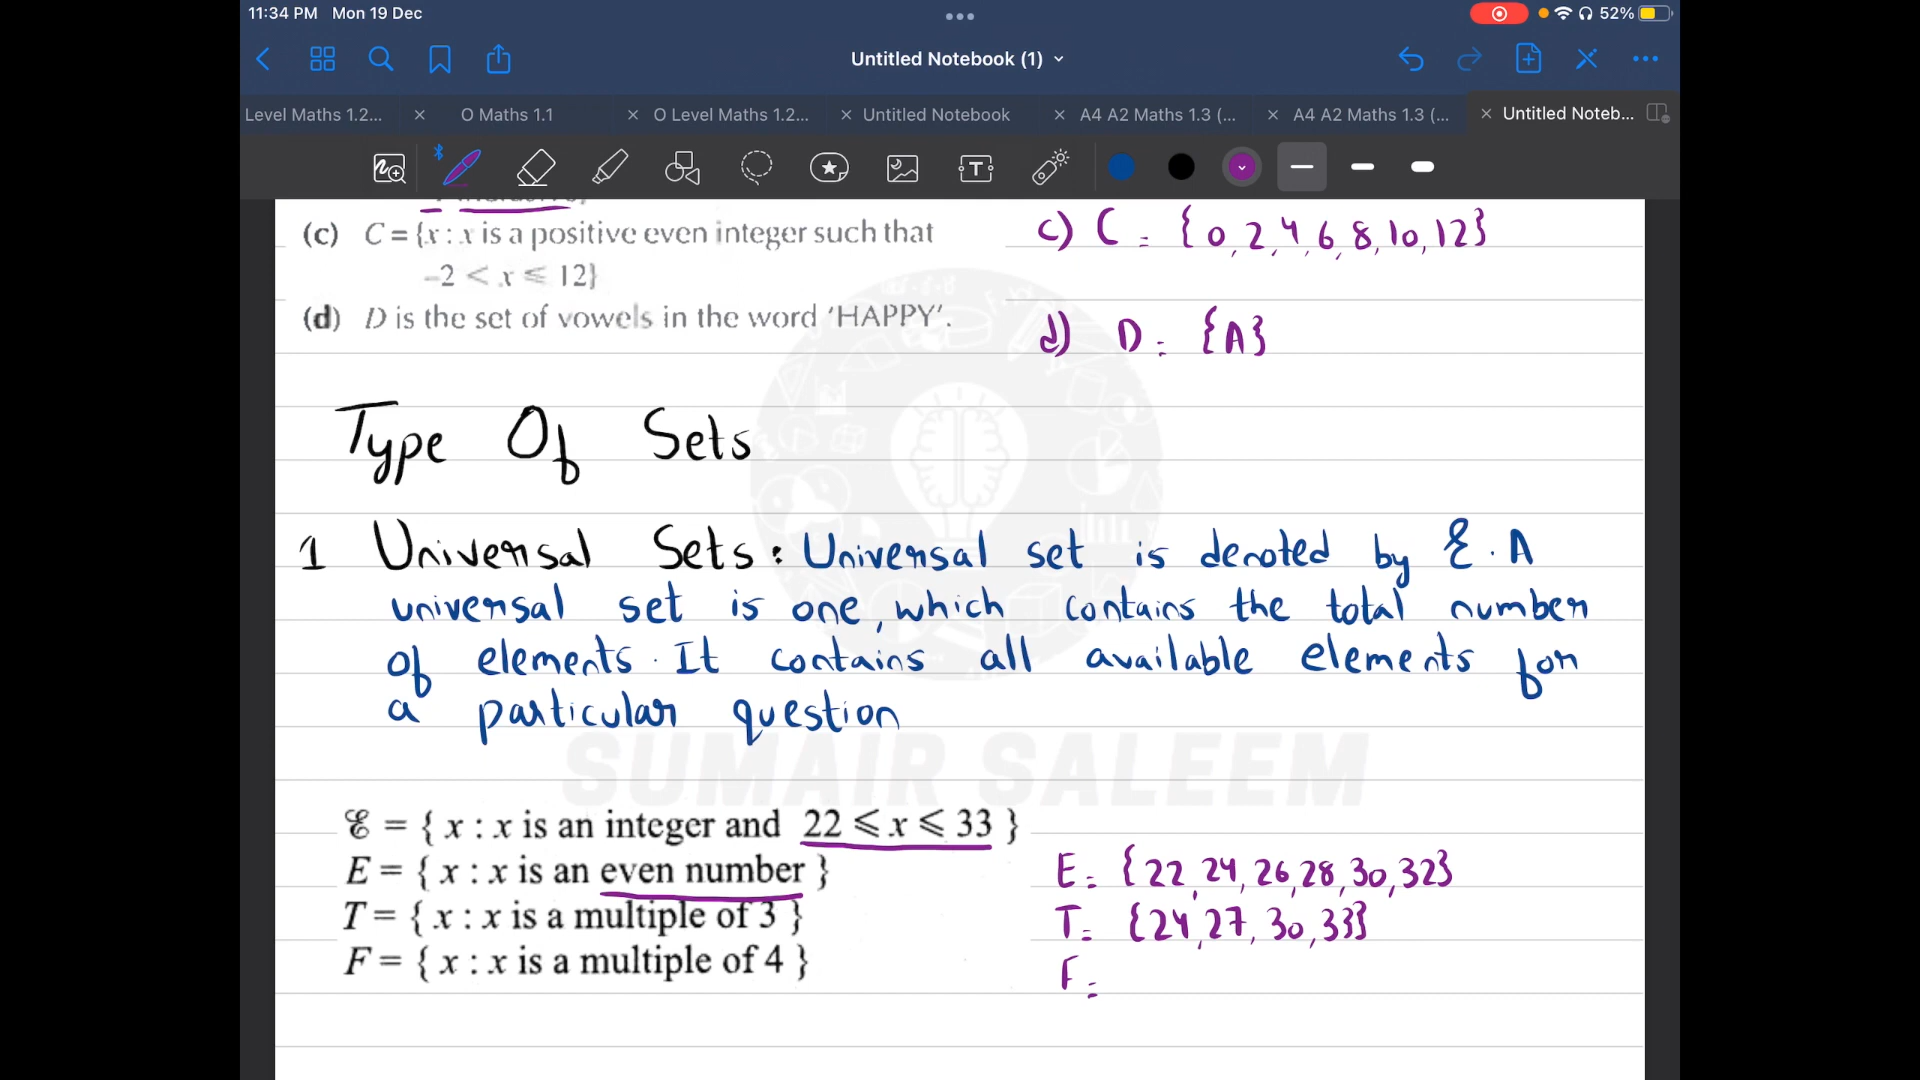 11:34 PM Mon 19 Dec
52%
Untitled Notebook (1)
Level Maths 1.2... × O Maths 1.1 × O Level Maths 1.2... × Untitled Notebook × A4 A2 Maths 1.3 (... × A4 A2 Maths 1.3 (... × Untitled Noteb...
(c) C = {x : x is a positive even integer such that
–2 < x ⩽ 12}
c) C = {0, 2, 4, 6, 8, 10, 12}
(d) D is the set of vowels in the word 'HAPPY'.
d) D = {A}
Type Of Sets
1 Universal Sets: Universal set is denoted by ℰ. A
universal set is one, which contains the total number
of elements. It contains all available elements for
a particular question
SUMAIR SALEEM
ℰ = { x : x is an integer and 22 ⩽ x ⩽ 33 }
E = { x : x is an even number }
T = { x : x is a multiple of 3 }
F = { x : x is a multiple of 4 }
E = {22, 24, 26, 28, 30, 32}
T = {24, 27, 30, 33}
F =